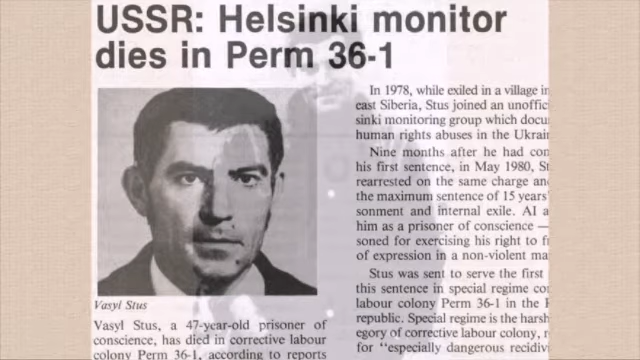 USSR: Helsinki monitor
dies in Perm 36-1
Vasyl Stus
Vasyl Stus, a 47-year-old prisoner of
conscience, has died in corrective labour
colony Perm 36-1, according to reports
In 1978, while exiled in a village in
east Siberia, Stus joined an unoffic
sinki monitoring group which docu
human rights abuses in the Ukrai
Nine months after he had con
his first sentence, in May 1980, St
rearrested on the same charge an
the maximum sentence of 15 years'
sonment and internal exile. AI a
him as a prisoner of conscience —
soned for exercising his right to f
of expression in a non-violent ma
Stus was sent to serve the first
this sentence in special regime co
labour colony Perm 36-1 in the
republic. Special regime is the harsh
egory of corrective labour colony, r
for “especially dangerous recidivi